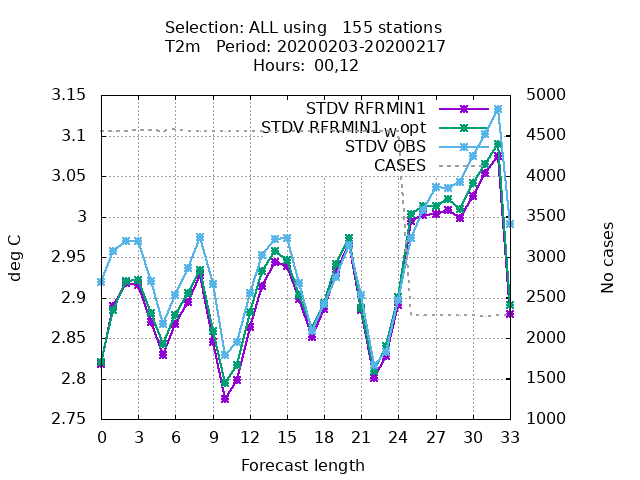 Selection: ALL using   155 stations
T2m   Period: 20200203-20200217
Hours:  00,12
3.15
3.1
3.05
3
2.95
2.9
2.85
2.8
2.75
5000
4500
4000
3500
3000
2500
2000
1500
1000
STDV RFRMIN1
STDV RFRMIN1 w opt
STDV OBS
CASES
deg C
No cases
0 3 6 9 12 15 18 21 24 27 30 33
Forecast length